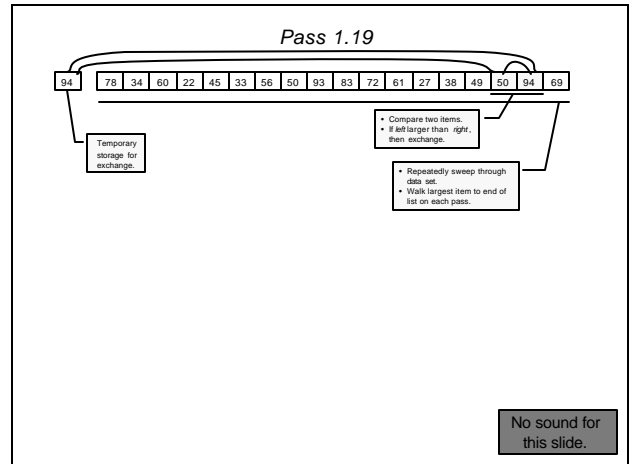 Pass 1.19
94 78 34 60 22 45 33 56 50 93 83 72 61 27 38 49 50 94 69
• Compare two items.
• If left larger than right,
then exchange.
Temporary
storage for
exchange.
• Repeatedly sweep through
data set.
• Walk largest item to end of
list on each pass.
No sound for
this slide.